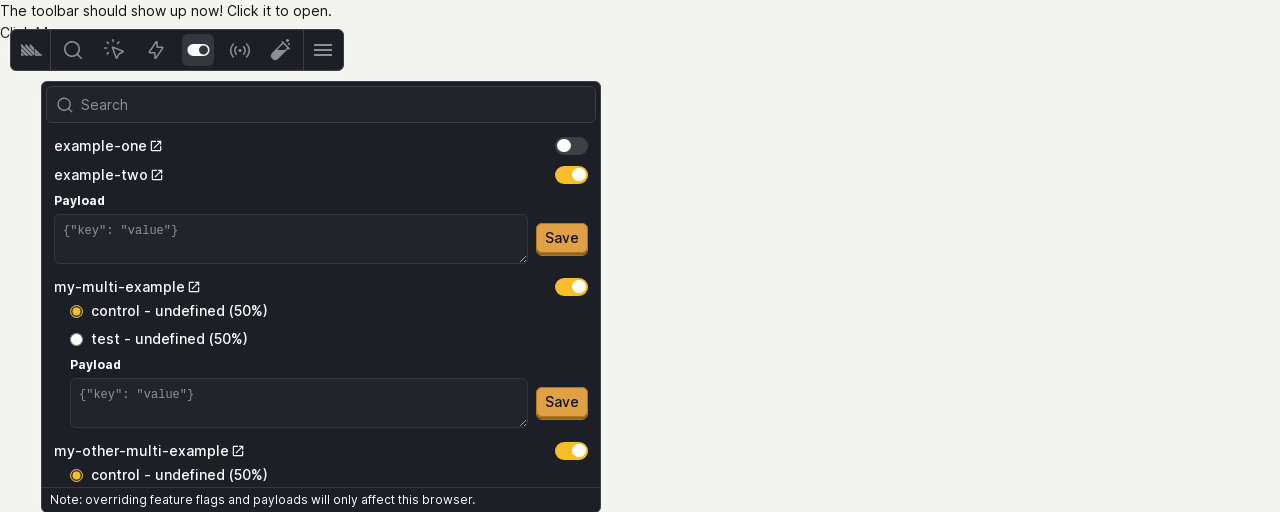 The toolbar should show up now! Click it to open.
Search
example-one
example-two
Payload
{"key": "value"}
Save
my-multi-example
control - undefined (50%)
test - undefined (50%)
Payload
{"key": "value"}
Save
my-other-multi-example
control - undefined (50%)
Note: overriding feature flags and payloads will only affect this browser.